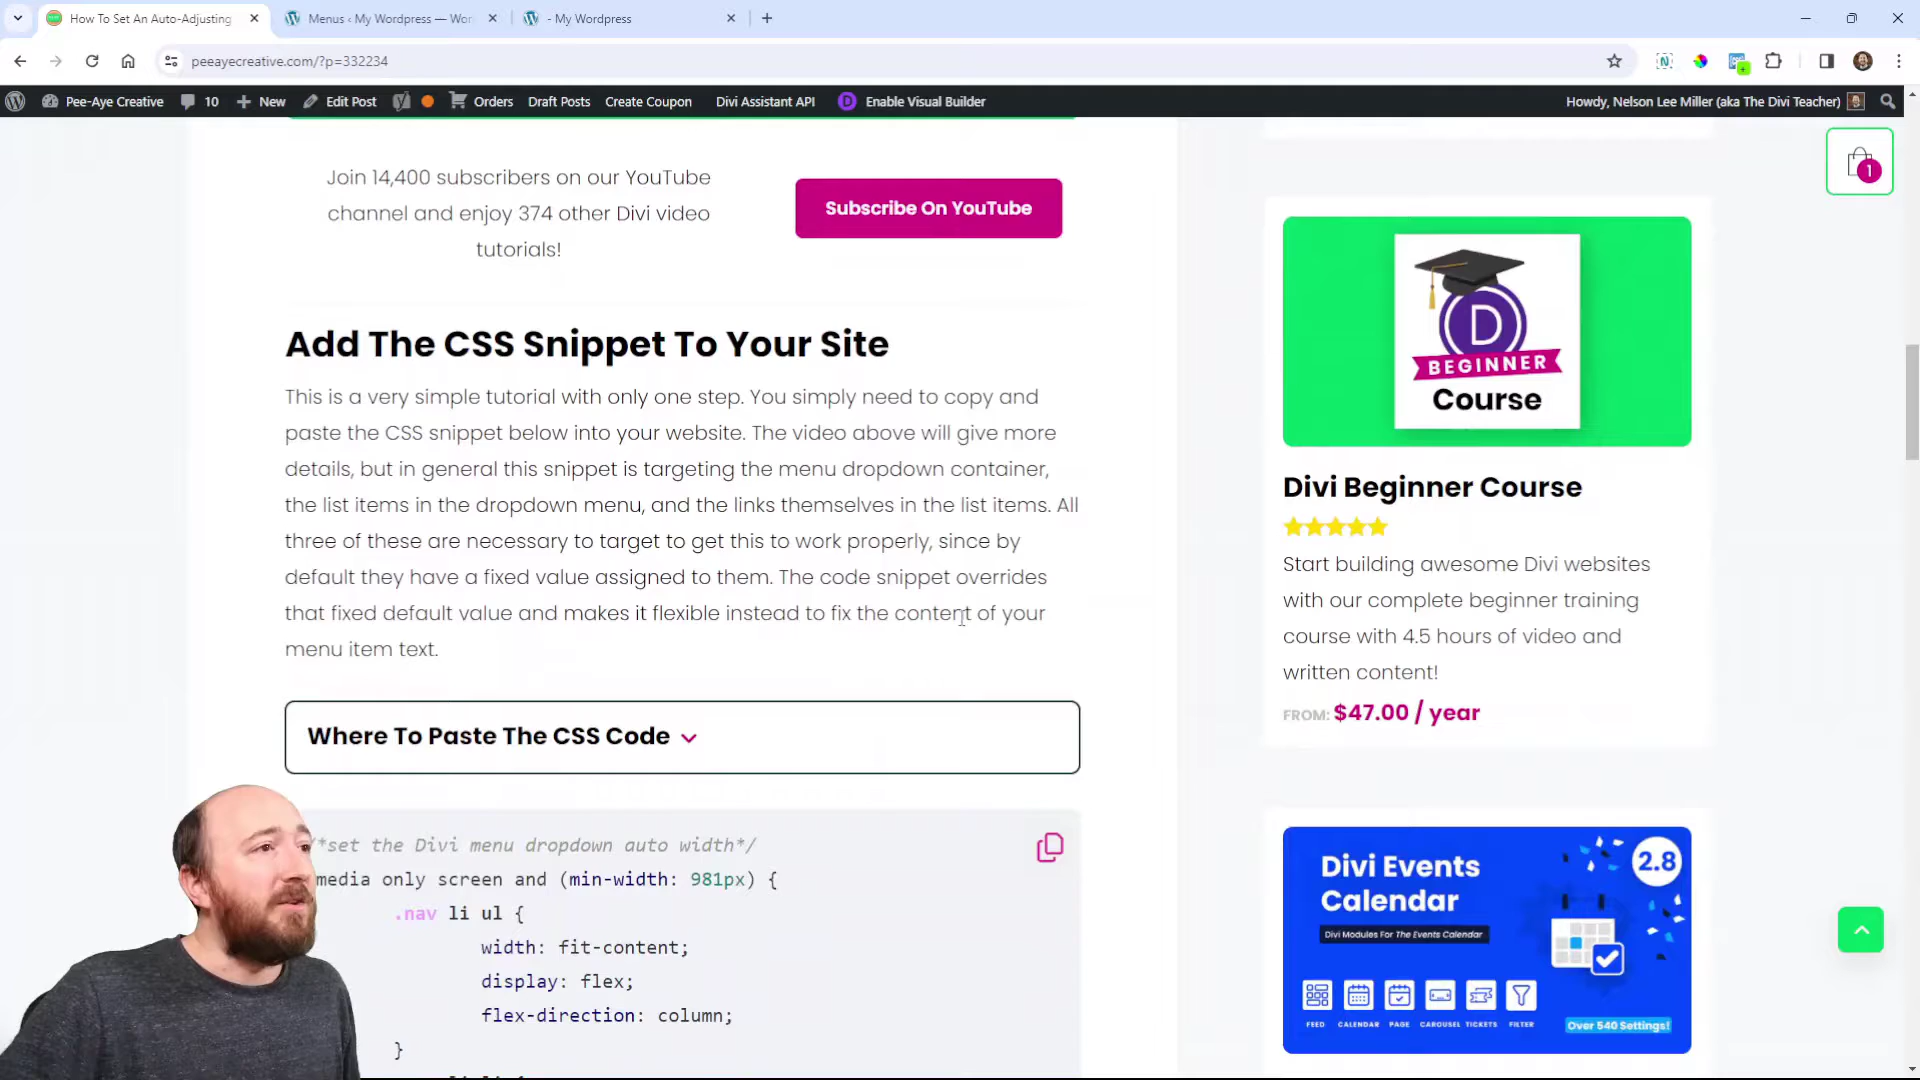 How To Set An Auto-Adjusting
Menus ‹ My Wordpress — Wor
- My Wordpress
peeayecreative.com/?p=332234
Pee-Aye Creative
10
New
Edit Post
Orders
Draft Posts
Create Coupon
Divi Assistant API
D
Enable Visual Builder
Howdy, Nelson Lee Miller (aka The Divi Teacher)
1
Join 14,400 subscribers on our YouTube
channel and enjoy 374 other Divi video
tutorials!
Subscribe On YouTube
Add The CSS Snippet To Your Site
This is a very simple tutorial with only one step. You simply need to copy and
paste the CSS snippet below into your website. The video above will give more
details, but in general this snippet is targeting the menu dropdown container,
the list items in the dropdown menu, and the links themselves in the list items. All
three of these are necessary to target to get this to work properly, since by
default they have a fixed value assigned to them. The code snippet overrides
that fixed default value and makes it flexible instead to fix the content of your
menu item text.
Where To Paste The CSS Code
*set the Divi menu dropdown auto width*/
media only screen and (min-width: 981px) {
.nav li ul {
width: fit-content;
display: flex;
flex-direction: column;
}
D
BEGINNER
Course
Divi Beginner Course
Start building awesome Divi websites
with our complete beginner training
course with 4.5 hours of video and
written content!
FROM: $47.00 / year
Divi Events
Calendar
2.8
Divi Modules For The Events Calendar
FEED CALENDAR PAGE CAROUSEL TICKETS FILTER
Over 540 Settings!